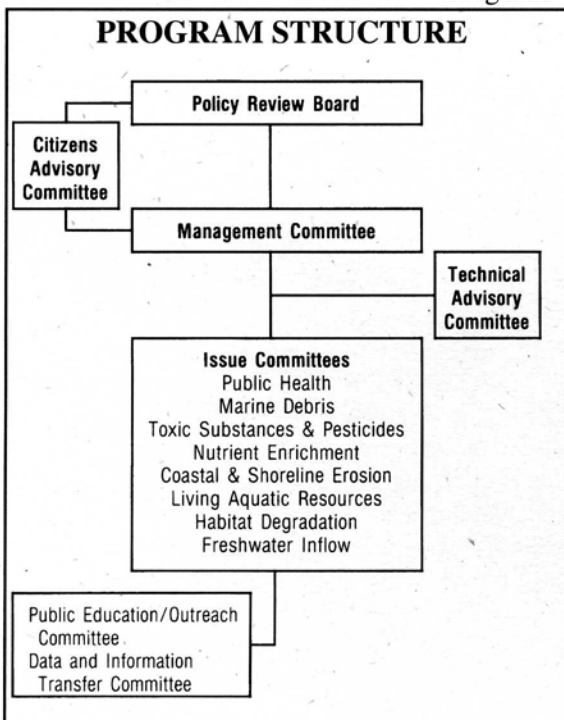 PROGRAM STRUCTURE
Policy Review Board
Citizens
Advisory
Committee
Management Committee
Technical
Advisory
Committee
Issue Committees
Public Health
Marine Debris
Toxic Substances & Pesticides
Nutrient Enrichment
Coastal & Shoreline Erosion
Living Aquatic Resources
Habitat Degradation
Freshwater Inflow
Public Education/Outreach
Committee
Data and Information
Transfer Committee